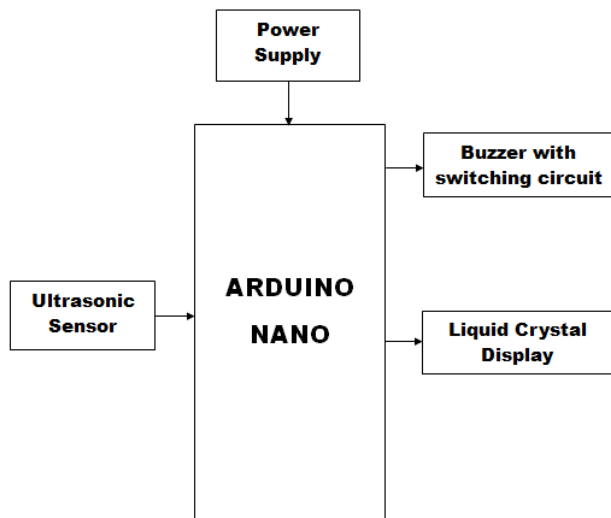 Power
Supply
Buzzer with
switching circuit
ARDUINO
NANO
Ultrasonic
Sensor
Liquid Crystal
Display